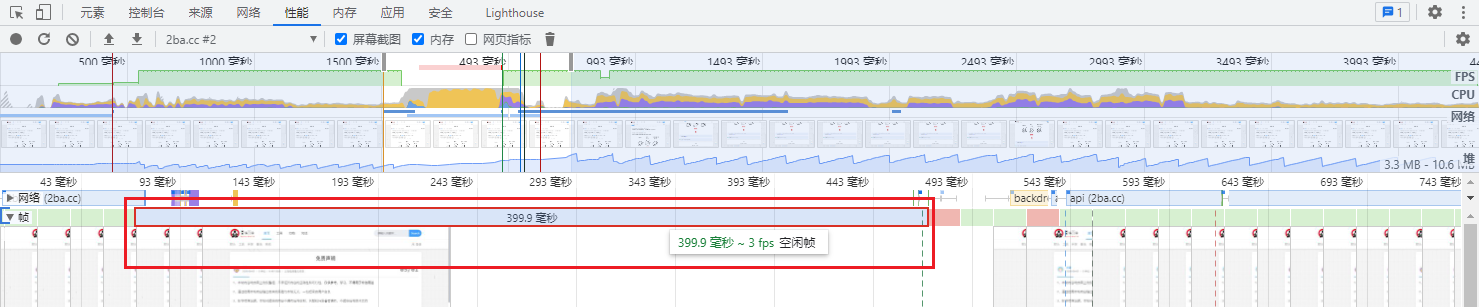 元素 控制台 来源 网络 性能 内存 应用 安全 Lighthouse 1
2ba.cc #2 屏幕截图 内存 网页指标
500 毫秒 1000 毫秒 1500 毫秒 493 毫秒 993 毫秒 1493 毫秒 1993 毫秒 2493 毫秒 2993 毫秒 3493 毫秒 3993 毫秒
FPS
CPU
网络
堆
3.3 MB - 10.6 MB
43 毫秒 93 毫秒 143 毫秒 193 毫秒 243 毫秒 293 毫秒 343 毫秒 393 毫秒 443 毫秒 493 毫秒 543 毫秒 593 毫秒 643 毫秒 693 毫秒 743 毫秒
网络 (2ba.cc) backdr api (2ba.cc)
帧 399.9 毫秒
399.9 毫秒 ~ 3 fps 空闲帧
免责声明